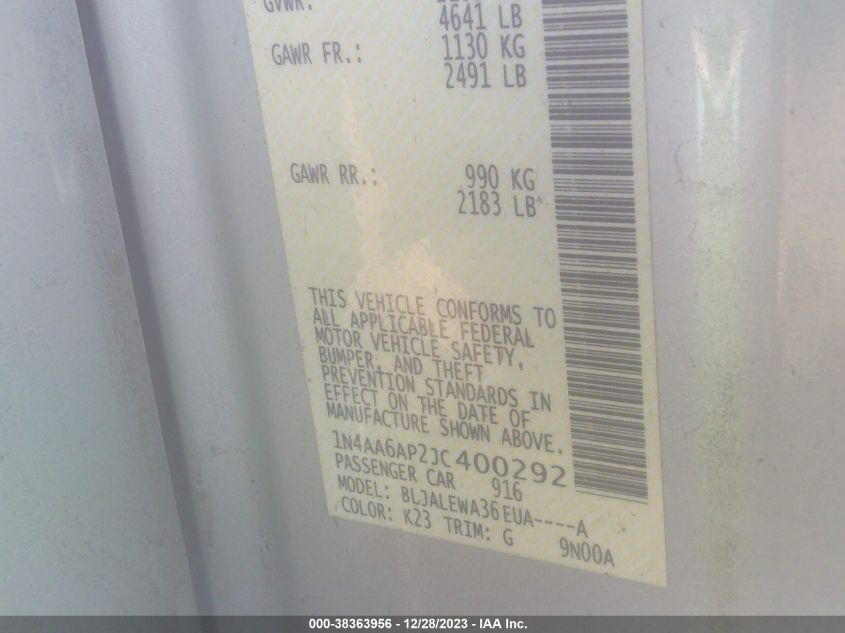 GVWR:
4641 LB
GAWR FR.: 1130 KG
2491 LB
GAWR RR.: 990 KG
2183 LB
THIS VEHICLE CONFORMS TO
ALL APPLICABLE FEDERAL
MOTOR VEHICLE SAFETY,
BUMPER, AND THEFT
PREVENTION STANDARDS IN
EFFECT ON THE DATE OF
MANUFACTURE SHOWN ABOVE.
1N4AA6AP2JC400292
PASSENGER CAR 916
MODEL: BLJALEWA36EUA----A
COLOR: K23 TRIM: G 9N00A
000-38363956 - 12/28/2023 - IAA Inc.